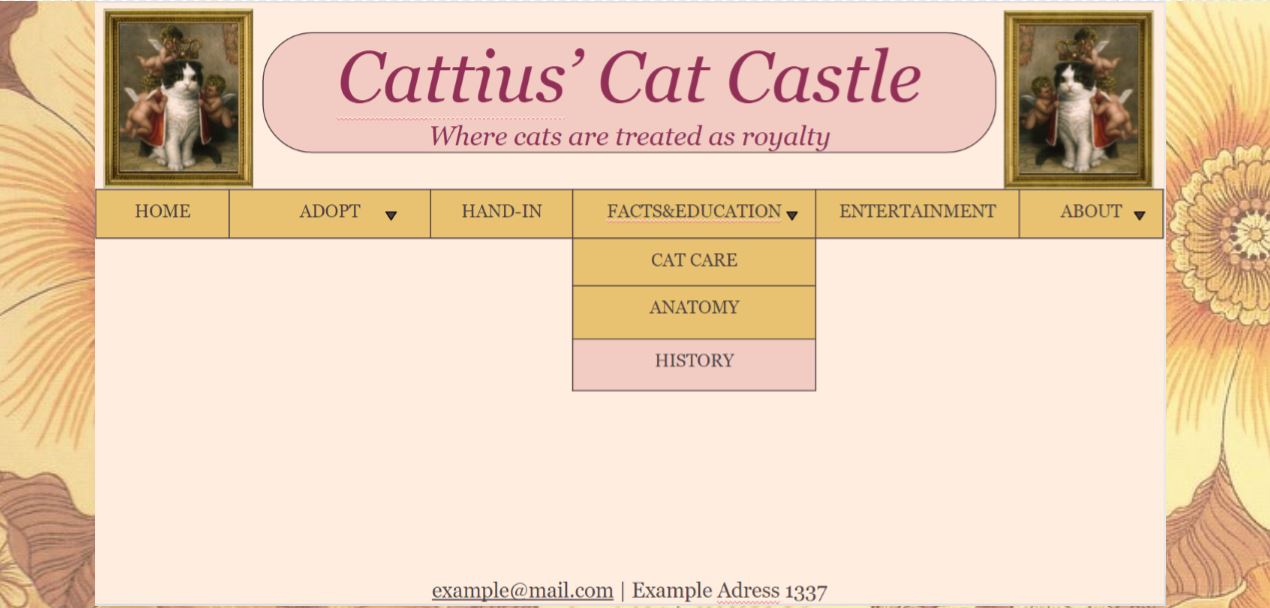 Cattius’ Cat Castle
Where cats are treated as royalty
HOME ADOPT HAND-IN FACTS&EDUCATION ENTERTAINMENT ABOUT
CAT CARE
ANATOMY
HISTORY
example@mail.com | Example Adress 1337